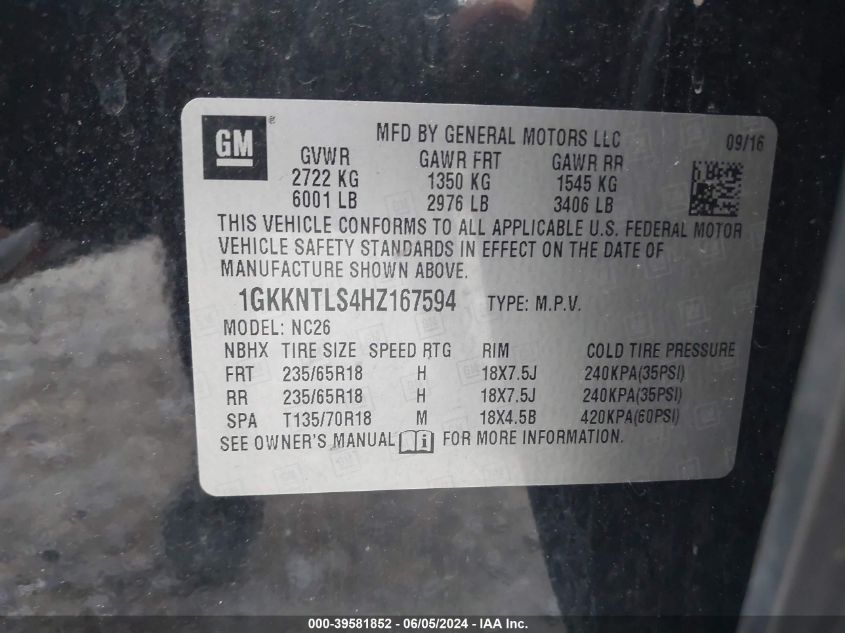 GM ®
MFD BY GENERAL MOTORS LLC 09/16
GVWR GAWR FRT GAWR RR
2722 KG 1350 KG 1545 KG
6001 LB 2976 LB 3406 LB
THIS VEHICLE CONFORMS TO ALL APPLICABLE U.S. FEDERAL MOTOR
VEHICLE SAFETY STANDARDS IN EFFECT ON THE DATE OF
MANUFACTURE SHOWN ABOVE.
1GKKNTLS4HZ167594 TYPE: M.P.V.
MODEL: NC26
NBHX TIRE SIZE SPEED RTG RIM COLD TIRE PRESSURE
FRT 235/65R18 H 18X7.5J 240KPA(35PSI)
RR 235/65R18 H 18X7.5J 240KPA(35PSI)
SPA T135/70R18 M 18X4.5B 420KPA(60PSI)
SEE OWNER'S MANUAL i FOR MORE INFORMATION.
000-39581852 - 06/05/2024 - IAA Inc.